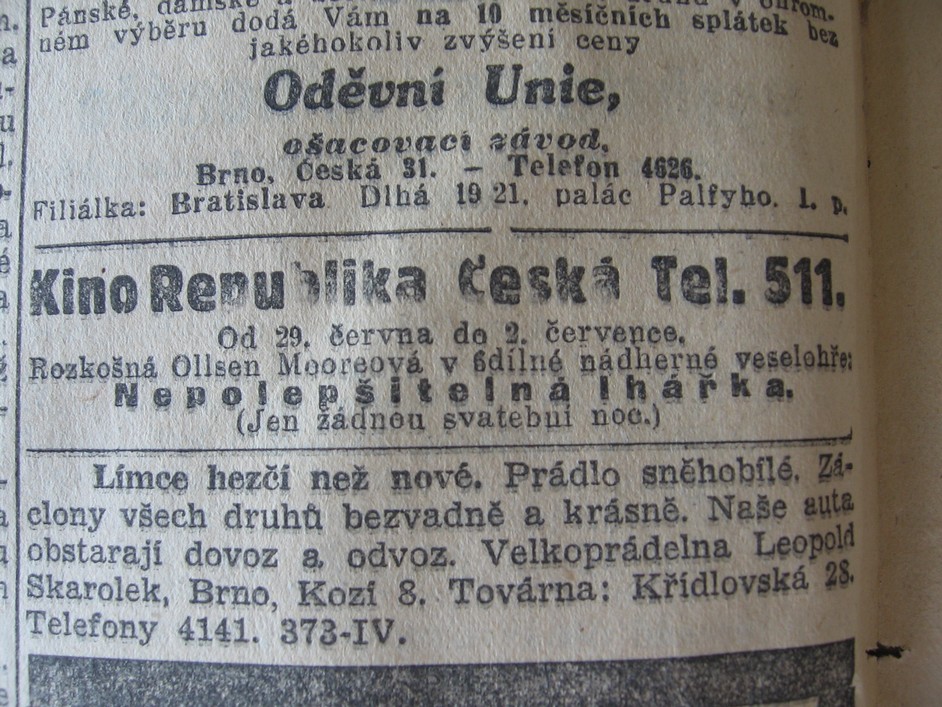 Pánské, dámské
ném výběru dodá Vám na 10 měsíčních splátek bez
jakéhokoliv zvýšení ceny
Oděvní Unie,
ošacovací závod,
Brno, Česká 31. — Telefon 4626.
Filiálka: Bratislava Dlhá 19 21. palác Palfyho. I. p.
Kino Republika Česká Tel. 511.
Od 29. června do 2. července.
Rozkošná Ollsen Mooreová v 6dílné nádherné veselohře:
Nepolepšitelná lhářka.
(Jen žádnou svatebui noc.)
Límce hezčí než nové. Prádlo sněhobílé. Zá-
clony všech druhů bezvadně a krásně. Naše auta
obstarají dovoz a odvoz. Velkoprádelna Leopold
Skarolek, Brno, Kozí 8. Továrna: Křídlovská 28.
Telefony 4141. 373-IV.